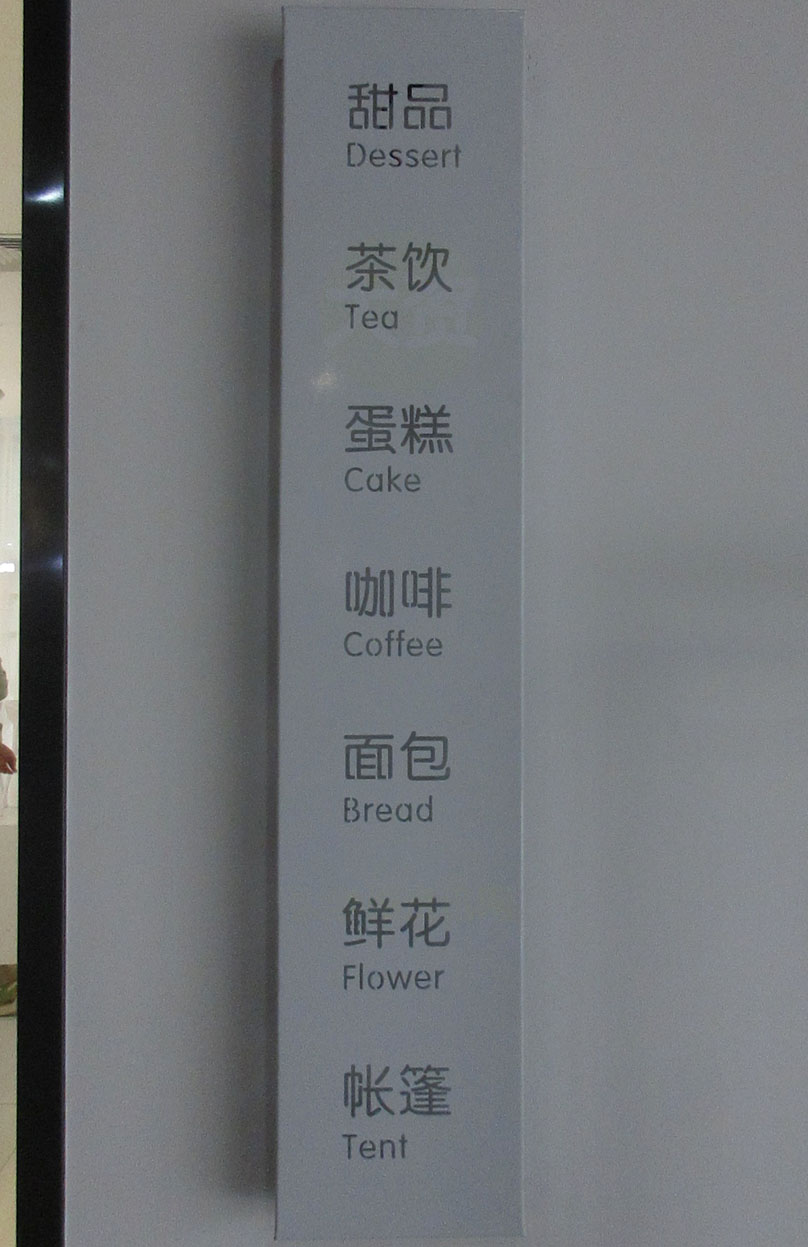 甜品
Dessert
茶饮
Tea
蛋糕
Cake
咖啡
Coffee
面包
Bread
鲜花
Flower
帐篷
Tent